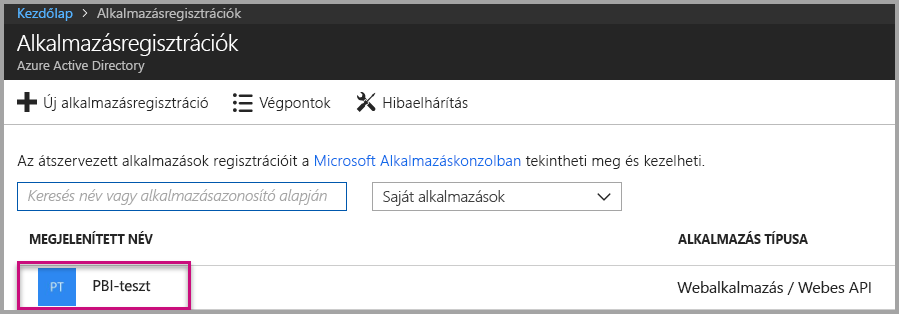 Kezdőlap > Alkalmazásregisztrációk
Alkalmazásregisztrációk
Azure Active Directory
Új alkalmazásregisztráció Végpontok Hibaelhárítás
Az átszervezett alkalmazások regisztrációit a Microsoft Alkalmazáskonzolban tekintheti meg és kezelheti.
Keresés név vagy alkalmazásazonosító alapján Saját alkalmazások
MEGJELENÍTETT NÉV ALKALMAZÁS TÍPUSA
PT PBI-teszt Webalkalmazás / Webes API